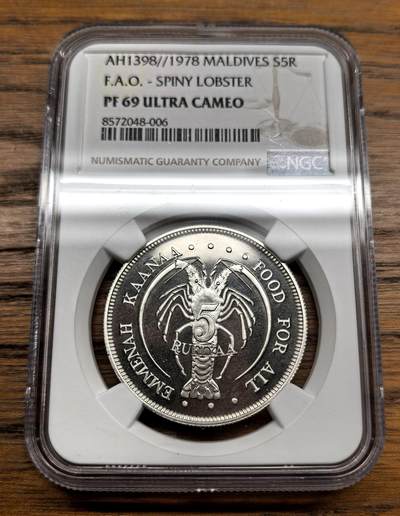 AH1398//1978 MALDIVES S5R
F.A.O. - SPINY LOBSTER
PF 69 ULTRA CAMEO
8572048-006
NUMISMATIC GUARANTY COMPANY
NGC
EMMENAH KAANA
FOOD FOR ALL
5
RUFIYAA